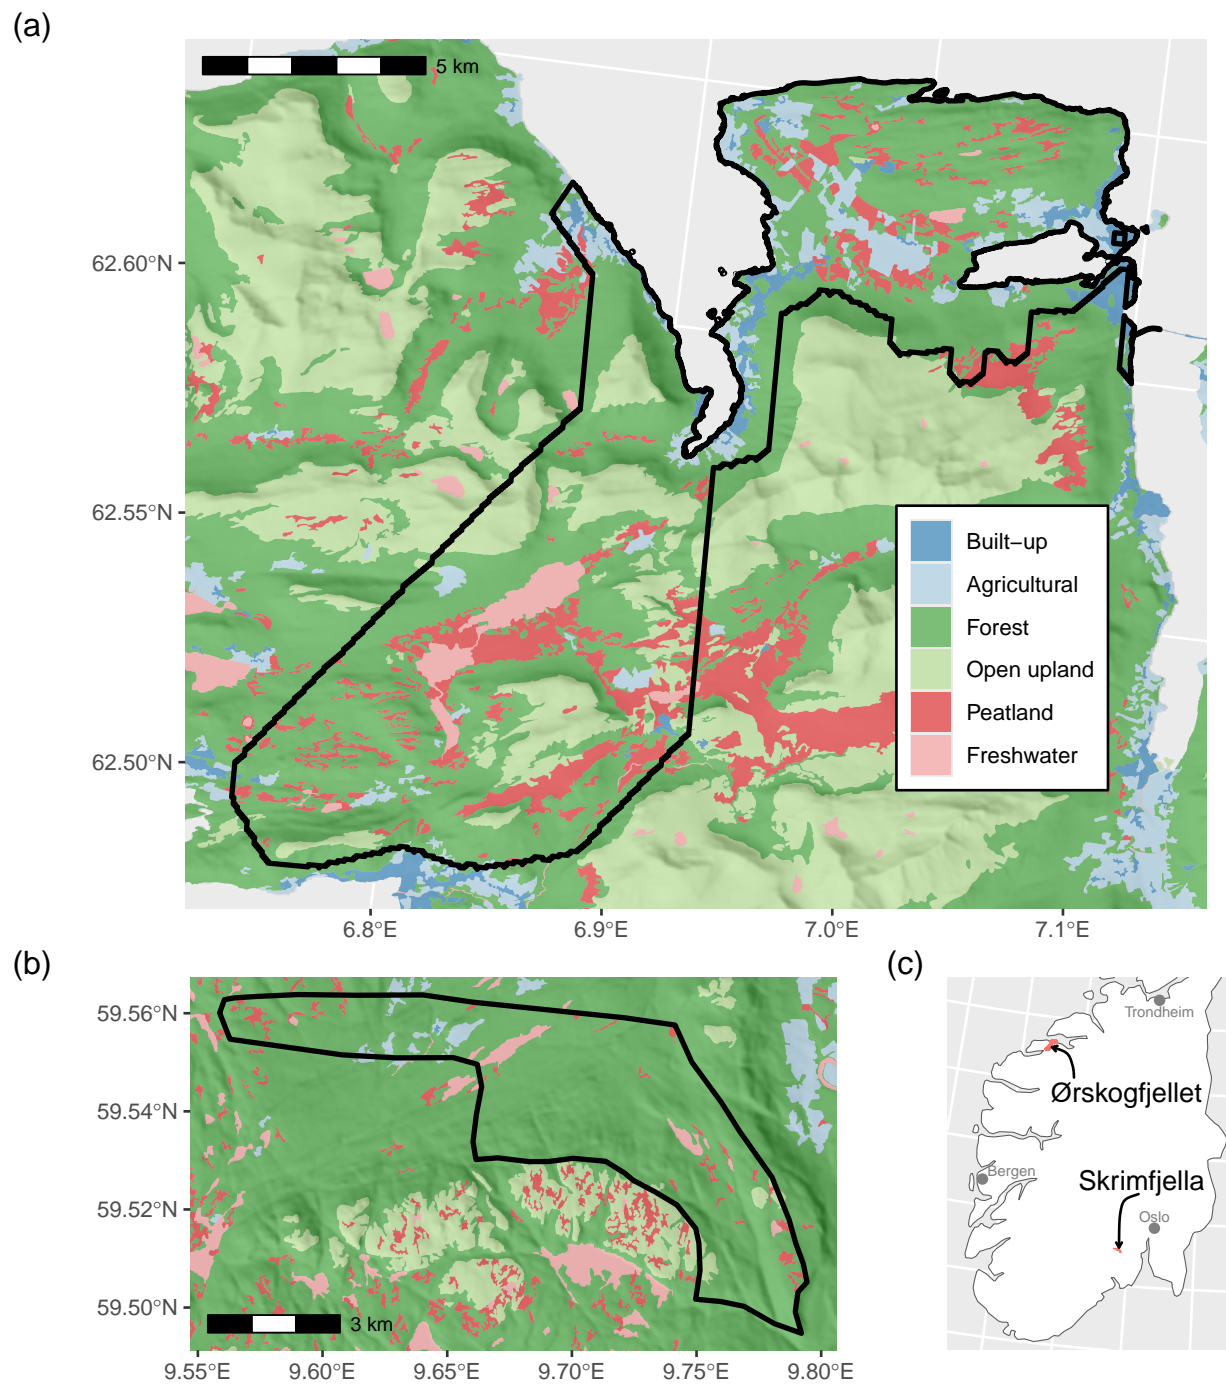 (a)
5 km
62.60°N
62.55°N
62.50°N
6.8°E
6.9°E
7.0°E
7.1°E
Built−up
Agricultural
Forest
Open upland
Peatland
Freshwater
(b)
59.56°N
59.54°N
59.52°N
59.50°N
3 km
9.55°E
9.60°E
9.65°E
9.70°E
9.75°E
9.80°E
(c)
Trondheim
Ørskogfjellet
Bergen
Skrimfjella
Oslo